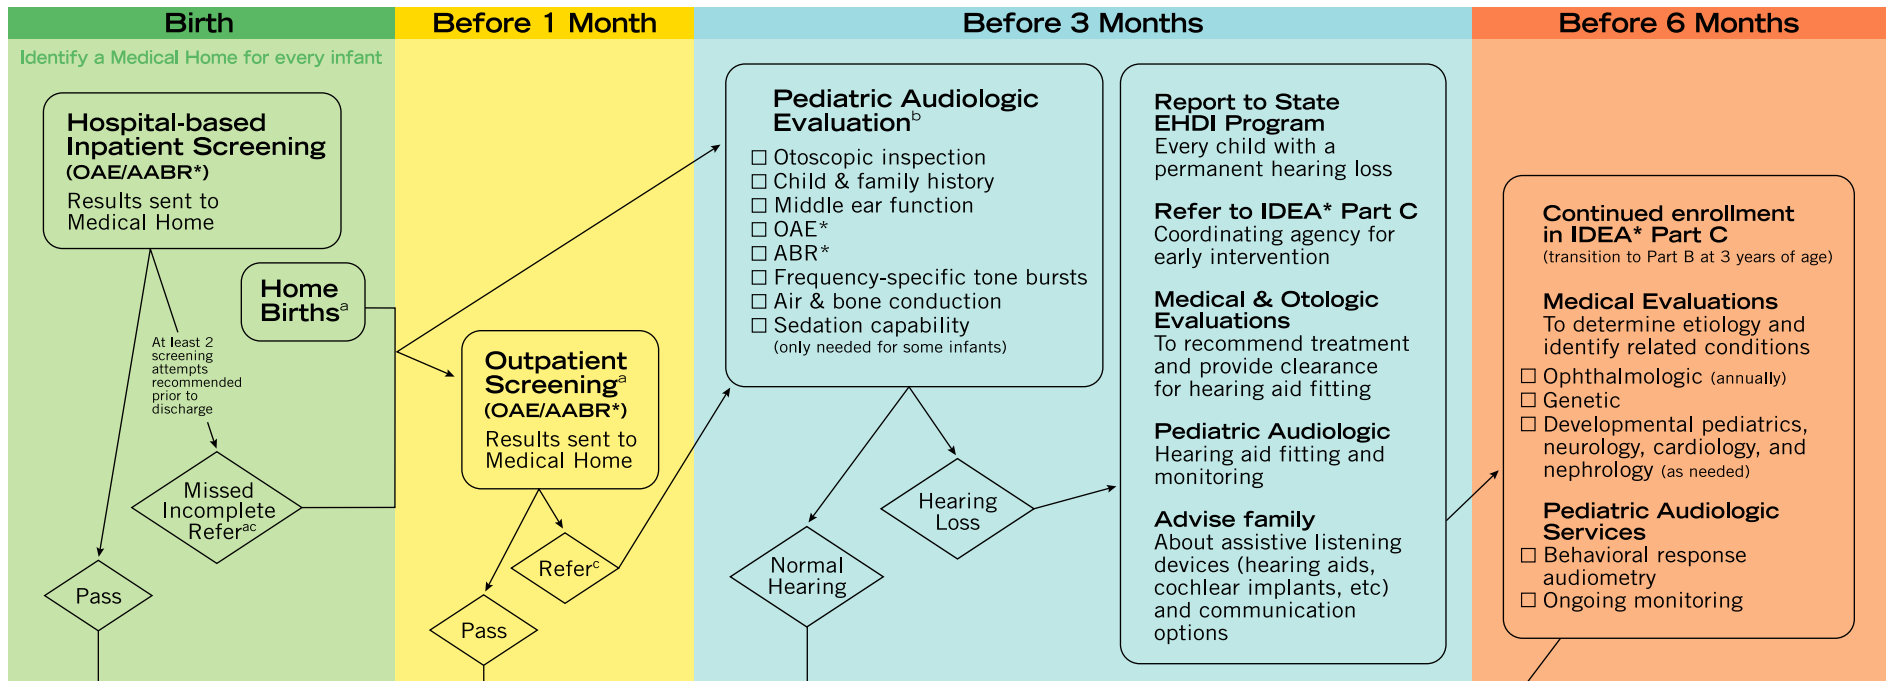 Birth
Identify a Medical Home for every infant
Hospital-based
Inpatient Screening
(OAE/AABR*)
Results sent to
Medical Home
Home
Births^a
At least 2
screening
attempts
recommended
prior to
discharge
Missed
Incomplete
Refer^ac
Pass
Before 1 Month
Outpatient
Screening^a
(OAE/AABR*)
Results sent to
Medical Home
Refer^c
Pass
Before 3 Months
Pediatric Audiologic
Evaluation^b
☐ Otoscopic inspection
☐ Child & family history
☐ Middle ear function
☐ OAE*
☐ ABR*
☐ Frequency-specific tone bursts
☐ Air & bone conduction
☐ Sedation capability
(only needed for some infants)
Hearing
Loss
Normal
Hearing
Report to State
EHDI Program
Every child with a
permanent hearing loss
Refer to IDEA* Part C
Coordinating agency for
early intervention
Medical & Otologic
Evaluations
To recommend treatment
and provide clearance
for hearing aid fitting
Pediatric Audiologic
Hearing aid fitting and
monitoring
Advise family
About assistive listening
devices (hearing aids,
cochlear implants, etc)
and communication
options
Before 6 Months
Continued enrollment
in IDEA* Part C
(transition to Part B at 3 years of age)
Medical Evaluations
To determine etiology and
identify related conditions
☐ Ophthalmologic (annually)
☐ Genetic
☐ Developmental pediatrics,
neurology, cardiology, and
nephrology (as needed)
Pediatric Audiologic
Services
☐ Behavioral response
audiometry
☐ Ongoing monitoring